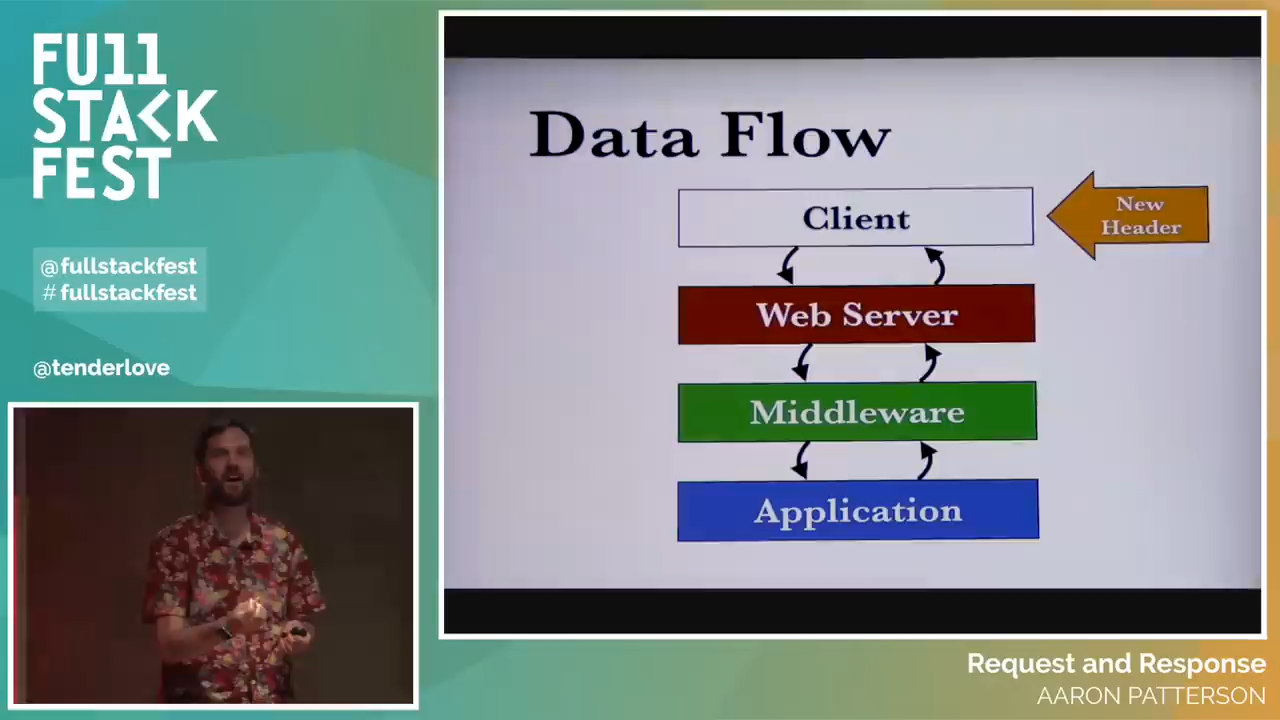 FU11
STACK
FEST
@fullstackfest
# fullstackfest
@tenderlove
Data Flow
Client
New
Header
Web Server
Middleware
Application
Request and Response
AARON PATTERSON